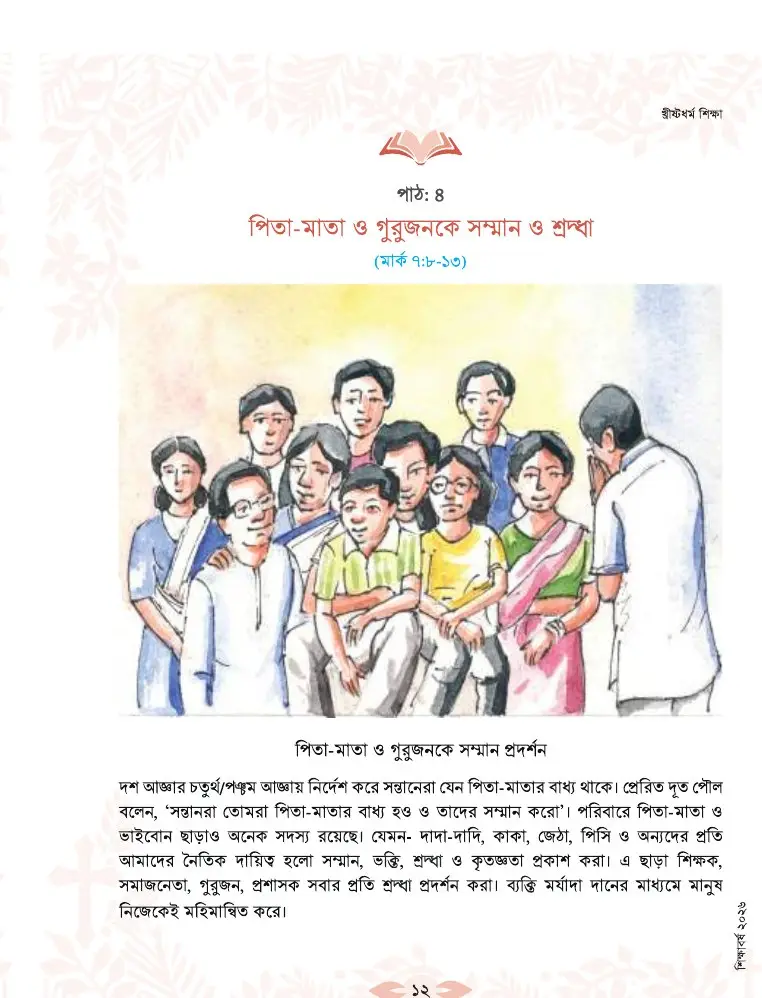 খ্রীষ্টধর্ম শিক্ষা
পাঠ: ৪
পিতা-মাতা ও গুরুজনকে সম্মান ও শ্রদ্ধা
(মার্ক ৭:৮-১৩)
পিতা-মাতা ও গুরুজনকে সম্মান প্রদর্শন
দশ আজ্ঞার চতুর্থ/পঞ্চম আজ্ঞায় নির্দেশ করে সন্তানেরা যেন পিতা-মাতার বাধ্য থাকে। প্রেরিত দূত পৌল
বলেন, ‘সন্তানরা তোমরা পিতা-মাতার বাধ্য হও ও তাদের সম্মান করো’। পরিবারে পিতা-মাতা ও
ভাইবোন ছাড়াও অনেক সদস্য রয়েছে। যেমন- দাদা-দাদি, কাকা, জেঠা, পিসি ও অন্যদের প্রতি
আমাদের নৈতিক দায়িত্ব হলো সম্মান, ভক্তি, শ্রদ্ধা ও কৃতজ্ঞতা প্রকাশ করা। এ ছাড়া শিক্ষক,
সমাজনেতা, গুরুজন, প্রশাসক সবার প্রতি শ্রদ্ধা প্রদর্শন করা। ব্যক্তি মর্যাদা দানের মাধ্যমে মানুষ
নিজেকেই মহিমান্বিত করে।
শিক্ষাবর্ষ ২০২৬
১২